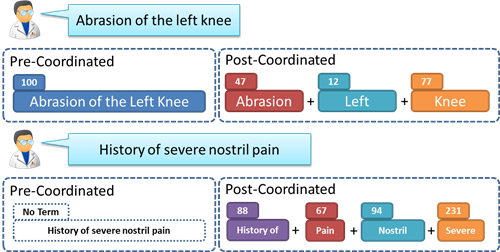 Abrasion of the left knee
Pre-Coordinated
100
Abrasion of the Left Knee
Post-Coordinated
47 12 77
Abrasion + Left + Knee
History of severe nostril pain
Pre-Coordinated
No Term
History of severe nostril pain
Post-Coordinated
88 67 94 231
History of + Pain + Nostril + Severe